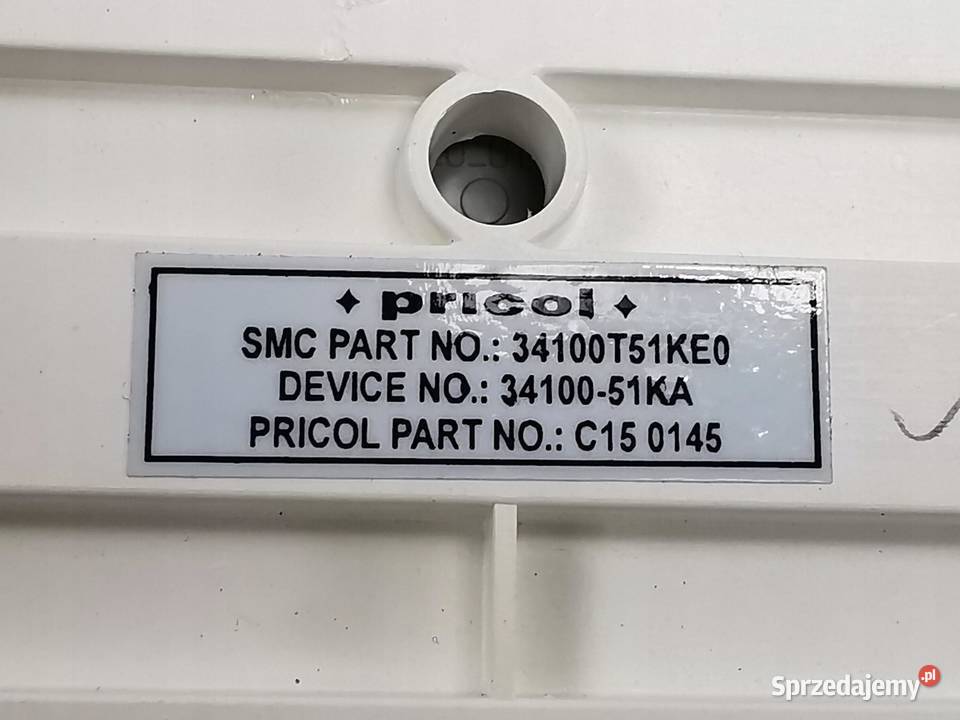 pricol
SMC PART NO.: 34100T51KE0
DEVICE NO.: 34100-51KA
PRICOL PART NO.: C15 0145
Sprzedajemy.pl